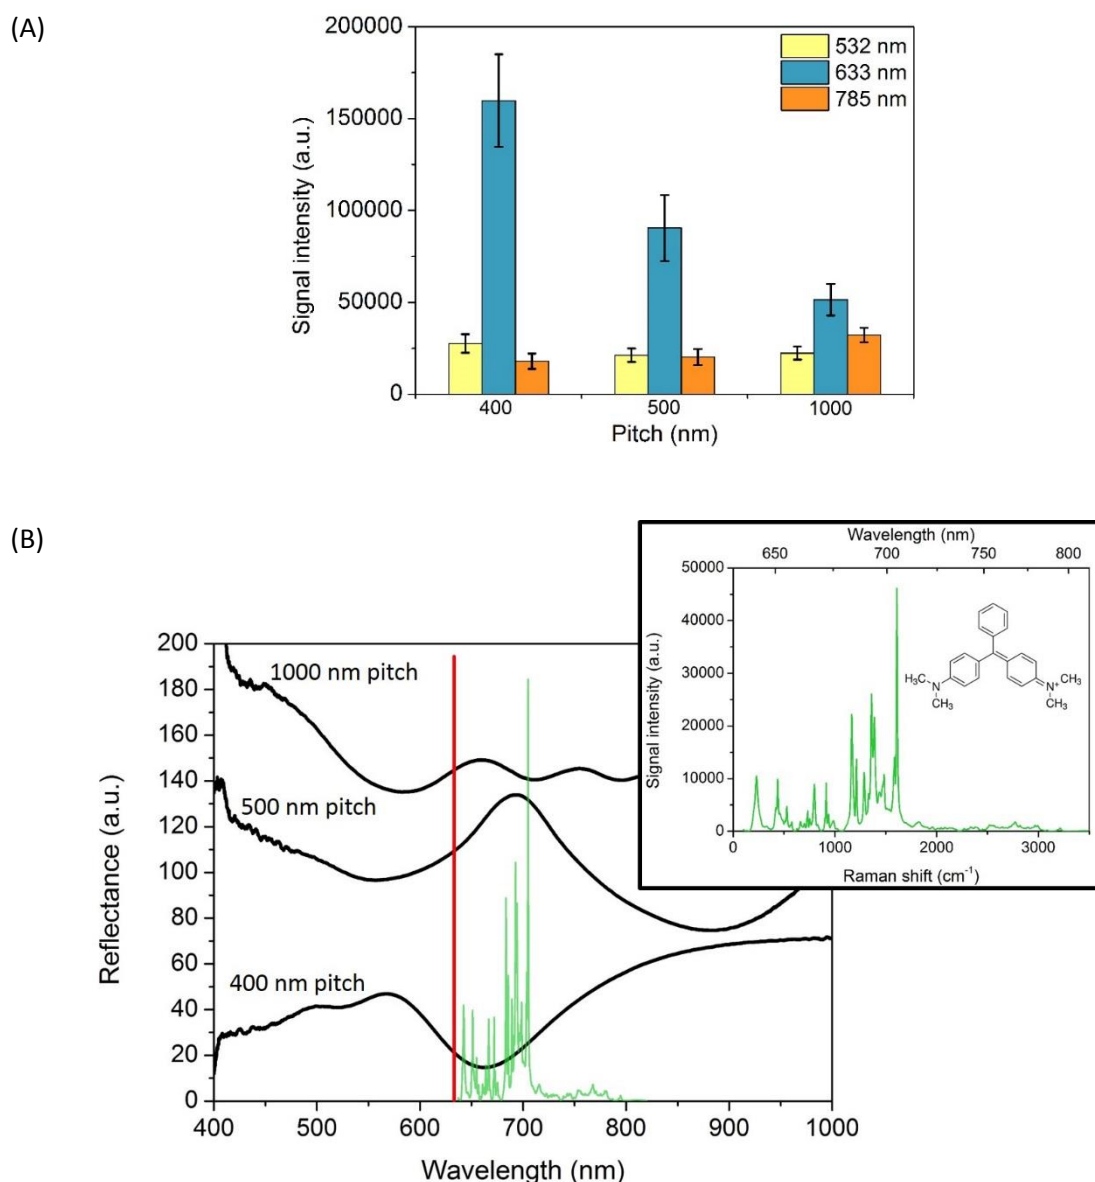 (A)
200000
150000
100000
50000
0
Signal intensity (a.u.)
532 nm
633 nm
785 nm
400
500
1000
Pitch (nm)
(B)
200
180
160
140
120
100
80
60
40
20
0
Reflectance (a.u.)
1000 nm pitch
500 nm pitch
400 nm pitch
400
500
600
700
800
900
1000
Wavelength (nm)
Wavelength (nm)
650
700
750
800
50000
40000
30000
20000
10000
0
Signal intensity (a.u.)
H₃C
N
CH₃
N⁺
CH₃
CH₃
0
1000
2000
3000
Raman shift (cm⁻¹)